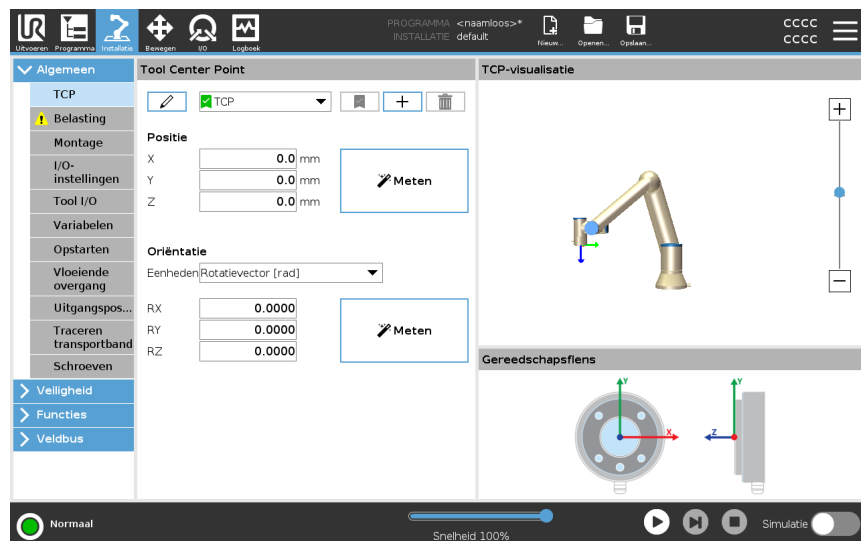 PROGRAMMA <naamloos>*
INSTALLATIE default
CCCC
CCCC
Uitvoeren Programma Installatie Bewegen I/O Logboek Nieuw... Openen... Opslaan...
Algemeen
TCP
Belasting
Montage
I/O-
instellingen
Tool I/O
Variabelen
Opstarten
Vloeiende
overgang
Uitgangspos...
Traceren
transportband
Schroeven
Veiligheid
Functies
Veldbus
Tool Center Point
TCP
Positie
X 0.0 mm
Y 0.0 mm
Z 0.0 mm
Meten
Oriëntatie
Eenheden Rotatievector [rad]
RX 0.0000
RY 0.0000
RZ 0.0000
Meten
TCP-visualisatie
Gereedschapsflens
Y
X
Y
Z
Normaal
Snelheid 100%
Simulatie